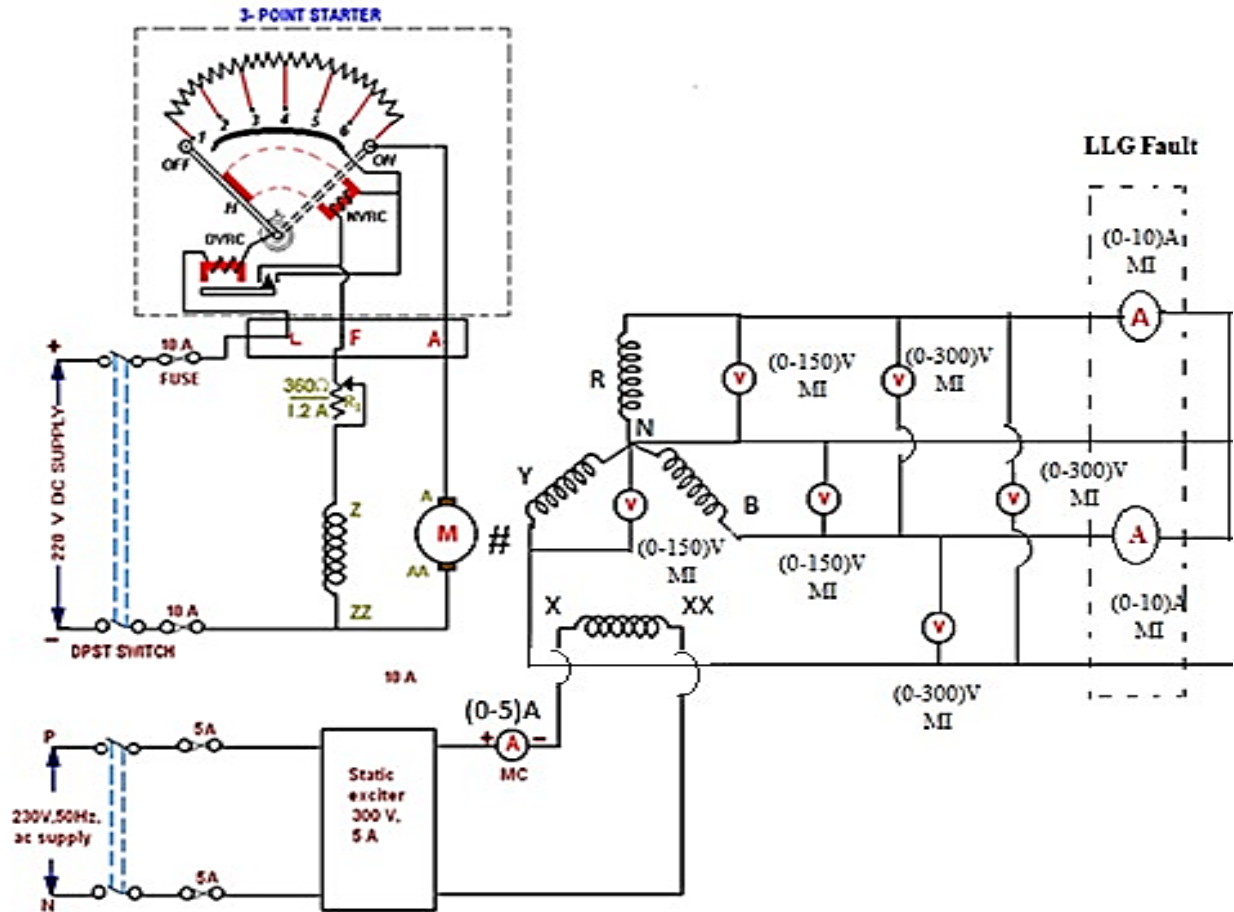 3- POINT STARTER
1
2
3
4
5
6
OFF
ON
H
NVRC
OVRC
LLG Fault
(0-10)A
MI
A
+
10 A
FUSE
L
F
A
360Ω
1.2 A
220 V DC SUPPLY
R
V
(0-150)V
MI
V
(0-300)V
MI
N
Y
V
B
V
V
(0-300)V
MI
Z
A
M
#
AA
(0-150)V
MI
(0-150)V
MI
A
X
XX
ZZ
10 A
DPST SWITCH
-
V
(0-10)A
MI
10 A
(0-300)V
MI
(0-5)A
P
5A
+
A
-
MC
230V,50Hz,
ac supply
Static
exciter
300 V,
5 A
5A
N